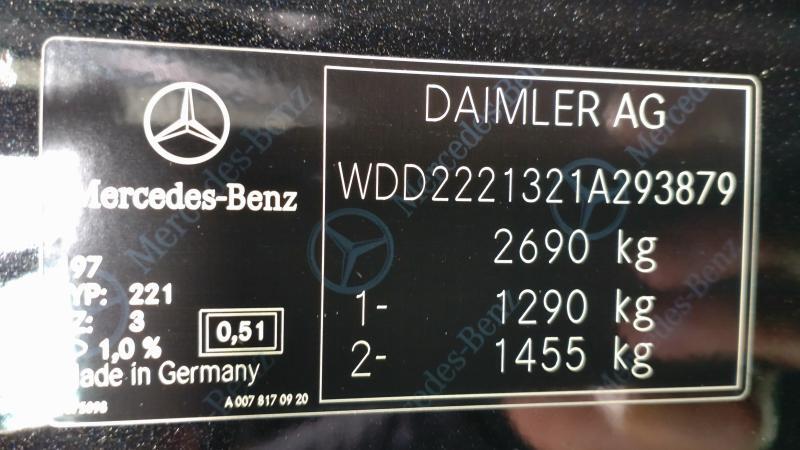 Mercedes-Benz
97
YP: 221
Z: 3
0,51
P 1,0 %
Made in Germany
A 007 817 09 20
DAIMLER AG
WDD2221321A293879
2690 kg
1- 1290 kg
2- 1455 kg